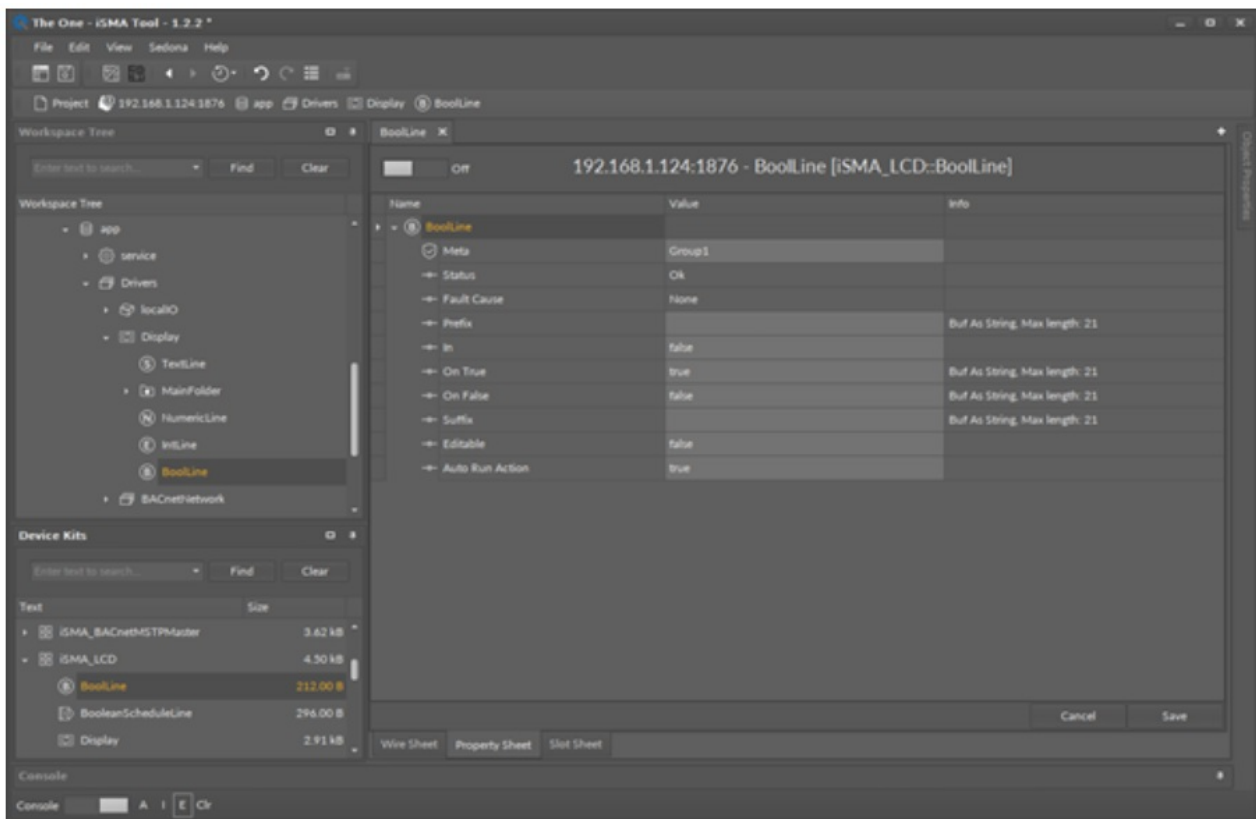 The One - iSMA Tool - 1.2.2 *
File Edit View Sedona Help
Project 192.168.1.124:1876 app Drivers Display B BoolLine
Workspace Tree
Enter text to search... Find Clear
Workspace Tree
app
service
Drivers
localIO
Display
S TextLine
MainFolder
N NumericLine
E IntLine
B BoolLine
BACnetNetwork
Device Kits
Enter text to search... Find Clear
Text Size
iSMA_BACnetMSTPMaster 3.62 kB
iSMA_LCD 4.50 kB
B BoolLine 212.00 B
BooleanScheduleLine 296.00 B
Display 2.91 kB
BoolLine
Off 192.168.1.124:1876 - BoolLine [iSMA_LCD::BoolLine]
Name Value Info
B BoolLine
Meta Group1
Status Ok
Fault Cause None
Prefix Buf As String, Max length: 21
In false
On True true Buf As String, Max length: 21
On False false Buf As String, Max length: 21
Suffix Buf As String, Max length: 21
Editable false
Auto Run Action true
Cancel Save
Wire Sheet Property Sheet Slot Sheet
Object Properties
Console
Console A I E Clr